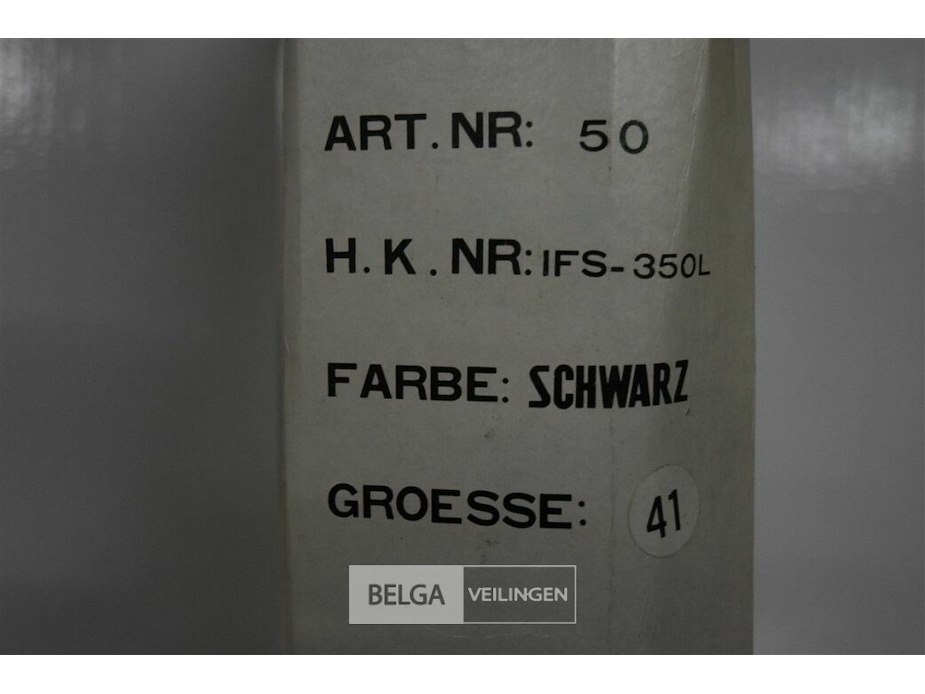 ART.NR: 50
H.K.NR: IFS-350L
FARBE: SCHWARZ
GROESSE: 41
BELGA VEILINGEN